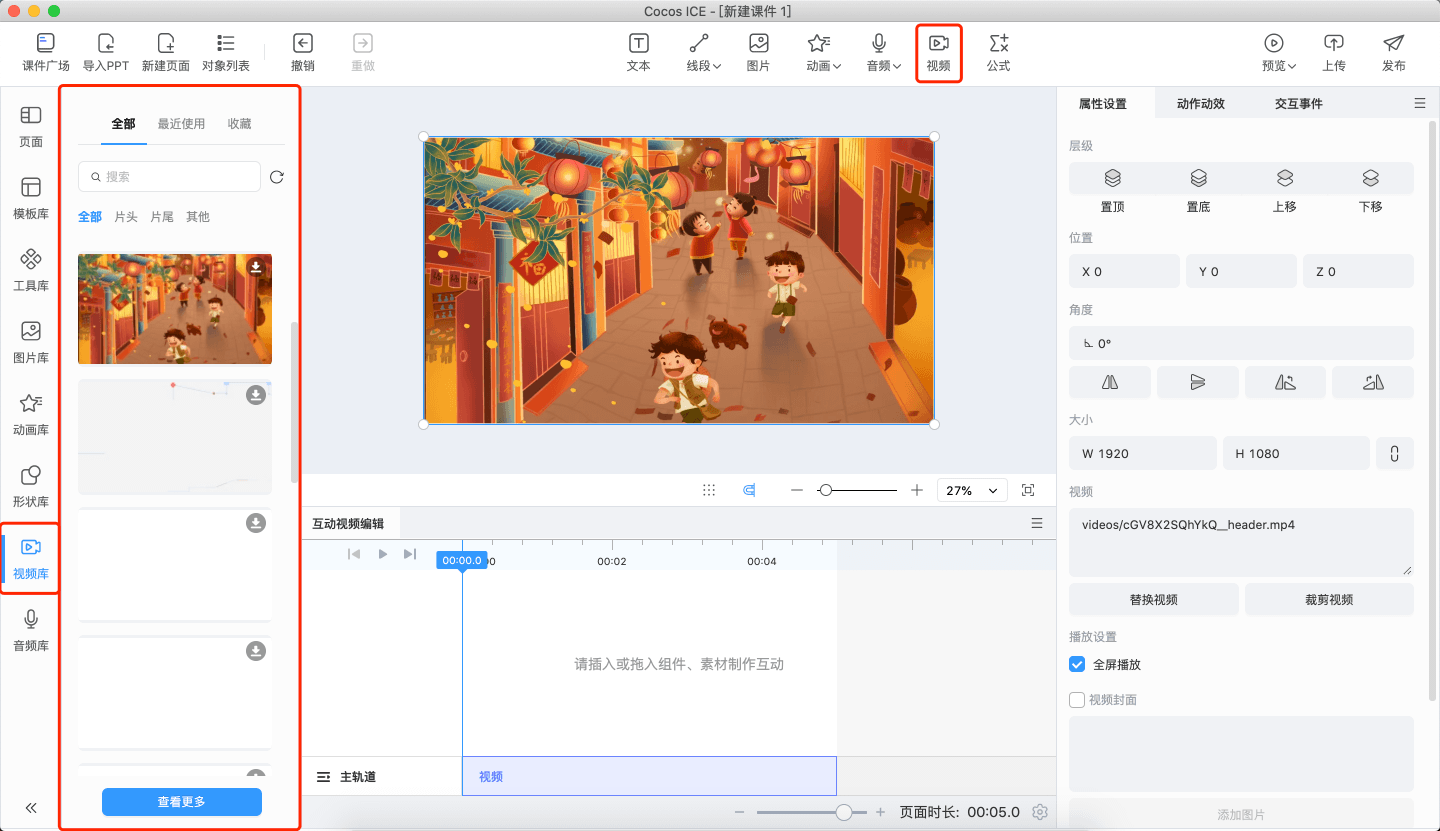 Cocos ICE - [新建课件 1]
课件广场 导入PPT 新建页面 对象列表 撤销 重做 文本 线段 图片 动画 音频 视频 公式 预览 上传 发布
页面
模板库
工具库
图片库
动画库
形状库
视频库
音频库
全部 最近使用 收藏
搜索
全部 片头 片尾 其他
查看更多
福
27%
互动视频编辑
00:00.0 00:02 00:04
请插入或拖入组件、素材制作互动
主轨道 视频
页面时长: 00:05.0
属性设置 动作动效 交互事件
层级
置顶 置底 上移 下移
位置
X 0 Y 0 Z 0
角度
0°
大小
W 1920 H 1080
视频
videos/cGV8X2SQhYkQ__header.mp4
替换视频 裁剪视频
播放设置
全屏播放
视频封面
添加图片